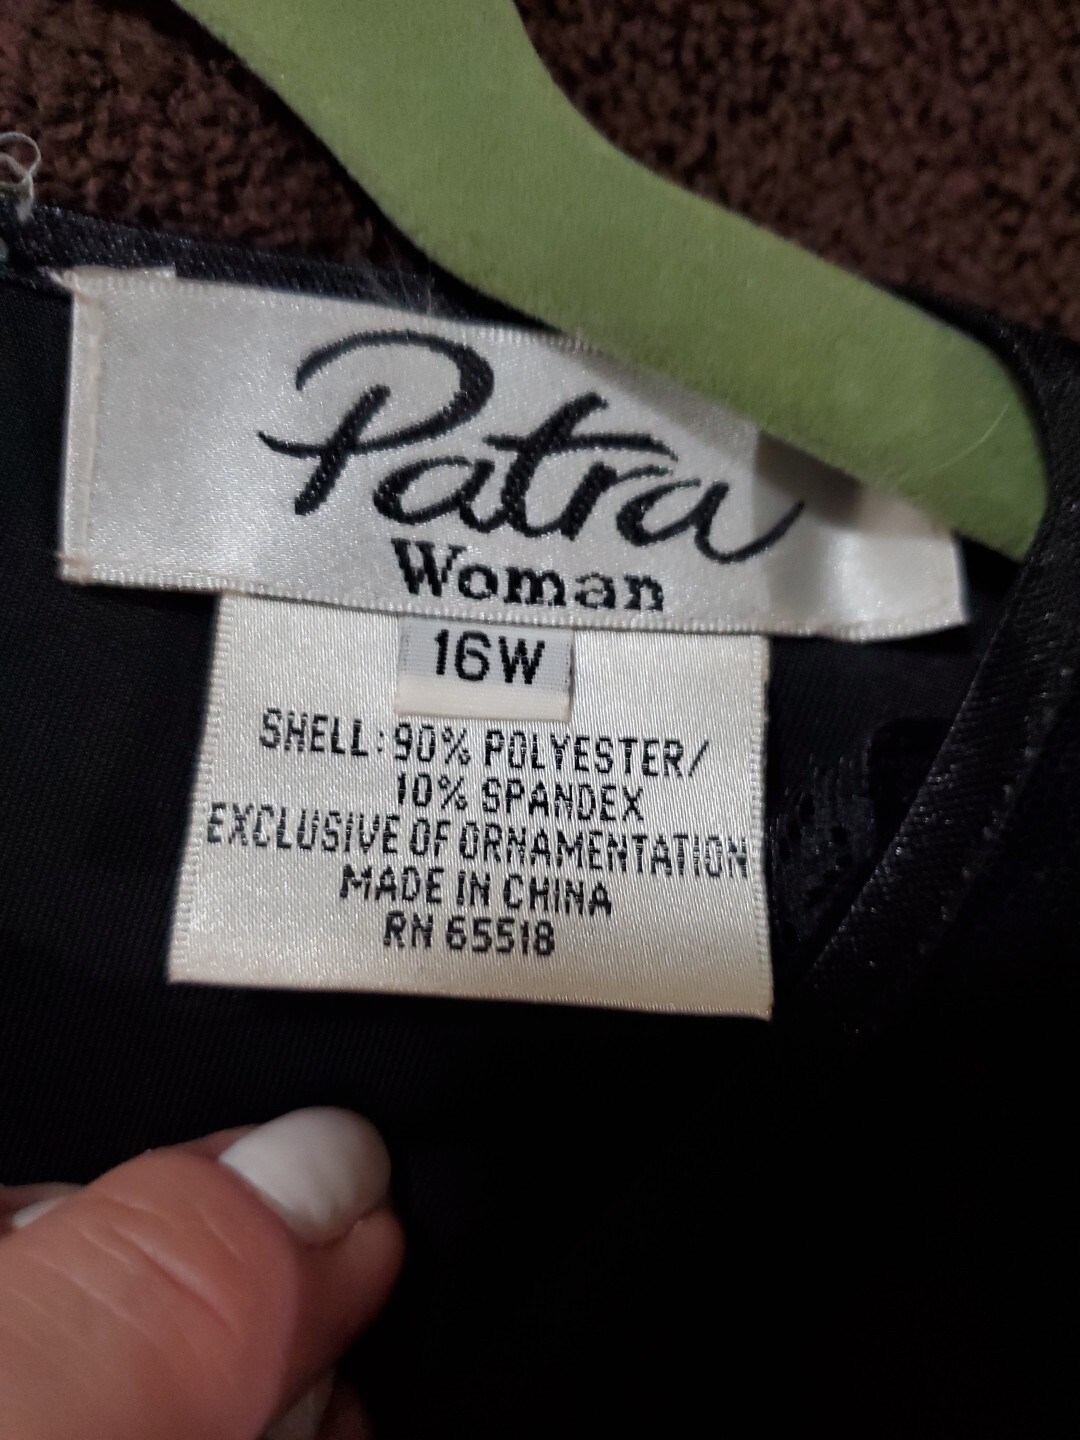 Patra
Woman
16W
SHELL: 90% POLYESTER/
10% SPANDEX
EXCLUSIVE OF ORNAMENTATION
MADE IN CHINA
RN 65518